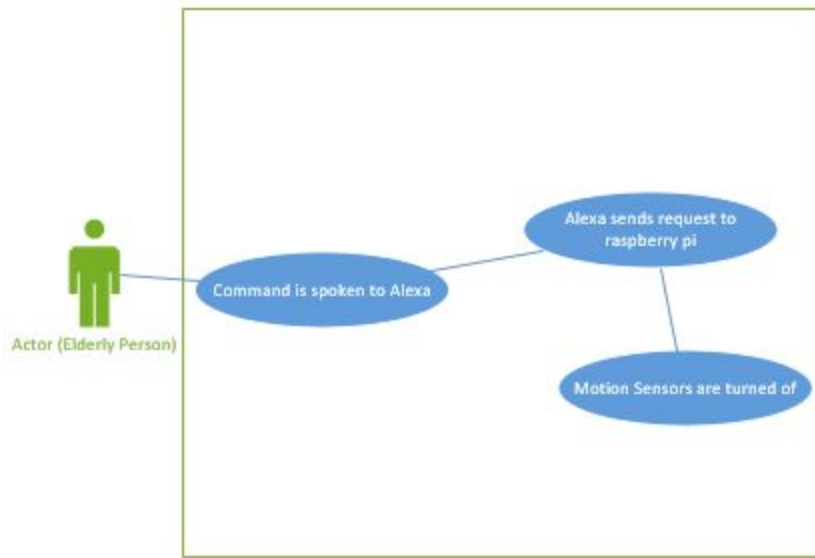 Alexa sends request to
raspberry pi
Command is spoken to Alexa
Actor (Elderly Person)
Motion Sensors are turned of